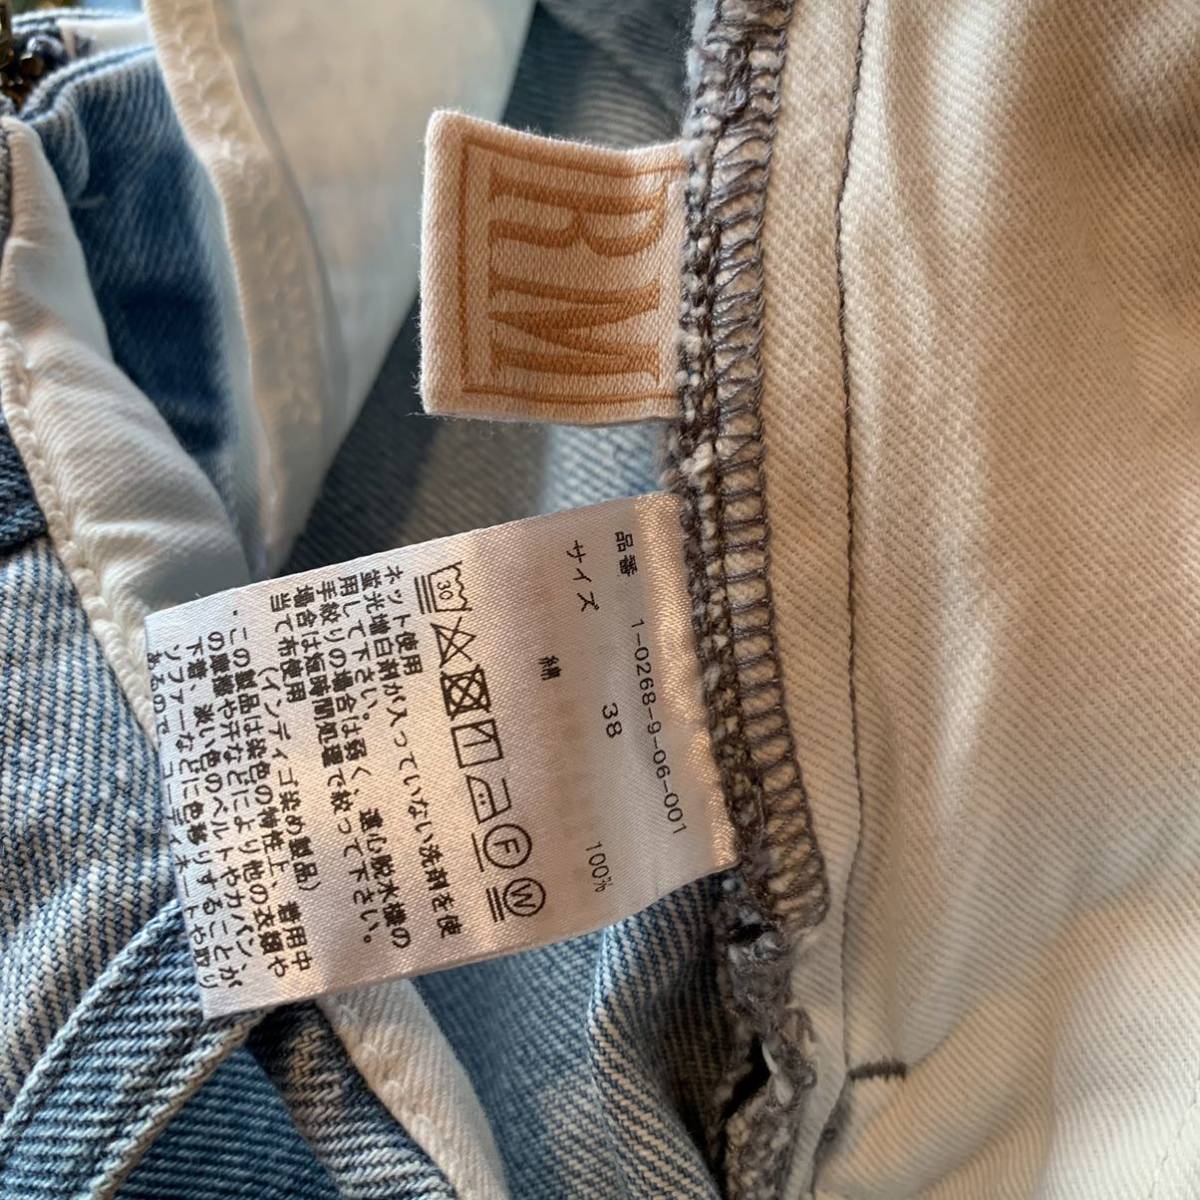 RM
品番 1-0268-9-06-001
サイズ 38
綿 100%
30
F
W
ネット使用
蛍光増白剤が入っていない洗剤を使
用して下さい。
手絞りの場合は弱く、遠心脱水機の
場合は短時間処理で絞って下さい。
当て布使用
(インディゴ染め製品)
・この製品は染色の特性上、着用中
の摩擦や汗などにより他の衣類や
下着、淡い色のベルトやカバン、
ソファーなどに色移りすることが